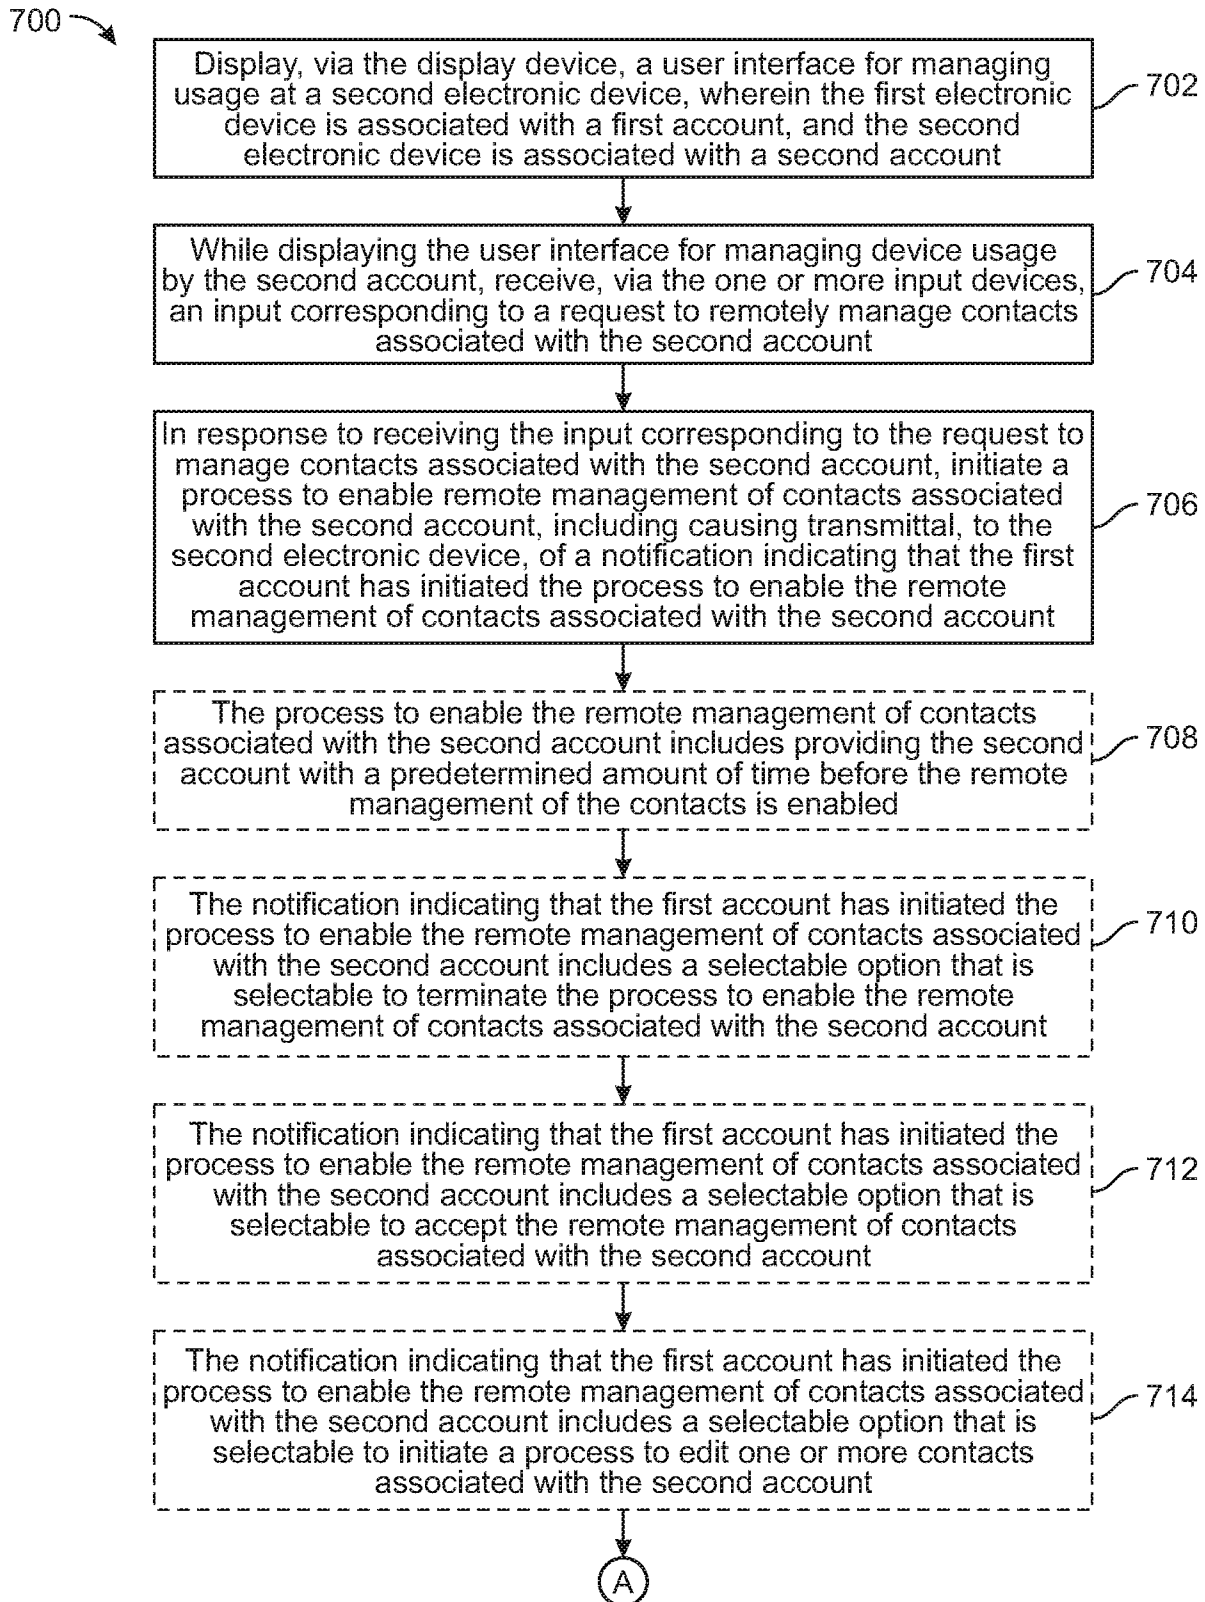 700
Display, via the display device, a user interface for managing
usage at a second electronic device, wherein the first electronic
device is associated with a first account, and the second
electronic device is associated with a second account
702
While displaying the user interface for managing device usage
by the second account, receive, via the one or more input devices,
an input corresponding to a request to remotely manage contacts
associated with the second account
704
In response to receiving the input corresponding to the request to
manage contacts associated with the second account, initiate a
process to enable remote management of contacts associated
with the second account, including causing transmittal, to the
second electronic device, of a notification indicating that the first
account has initiated the process to enable the remote
management of contacts associated with the second account
706
The process to enable the remote management of contacts
associated with the second account includes providing the second
account with a predetermined amount of time before the remote
management of the contacts is enabled
708
The notification indicating that the first account has initiated the
process to enable the remote management of contacts associated
with the second account includes a selectable option that is
selectable to terminate the process to enable the remote
management of contacts associated with the second account
710
The notification indicating that the first account has initiated the
process to enable the remote management of contacts associated
with the second account includes a selectable option that is
selectable to accept the remote management of contacts
associated with the second account
712
The notification indicating that the first account has initiated the
process to enable the remote management of contacts associated
with the second account includes a selectable option that is
selectable to initiate a process to edit one or more contacts
associated with the second account
714
A